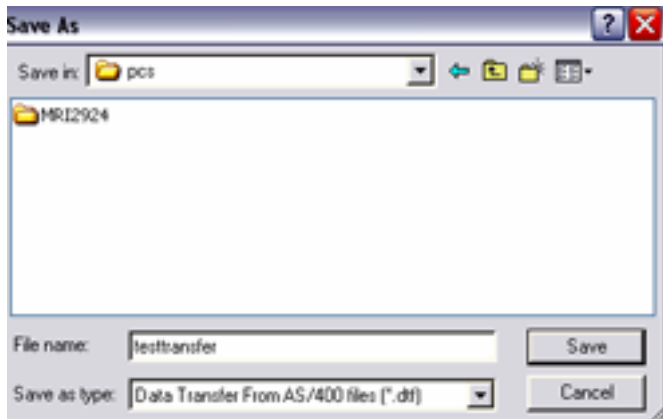 Save As
Save in: pcs
MRI2924
File name: testtransfer Save
Save as type: Data Transfer From AS/400 files (*.dtf) Cancel